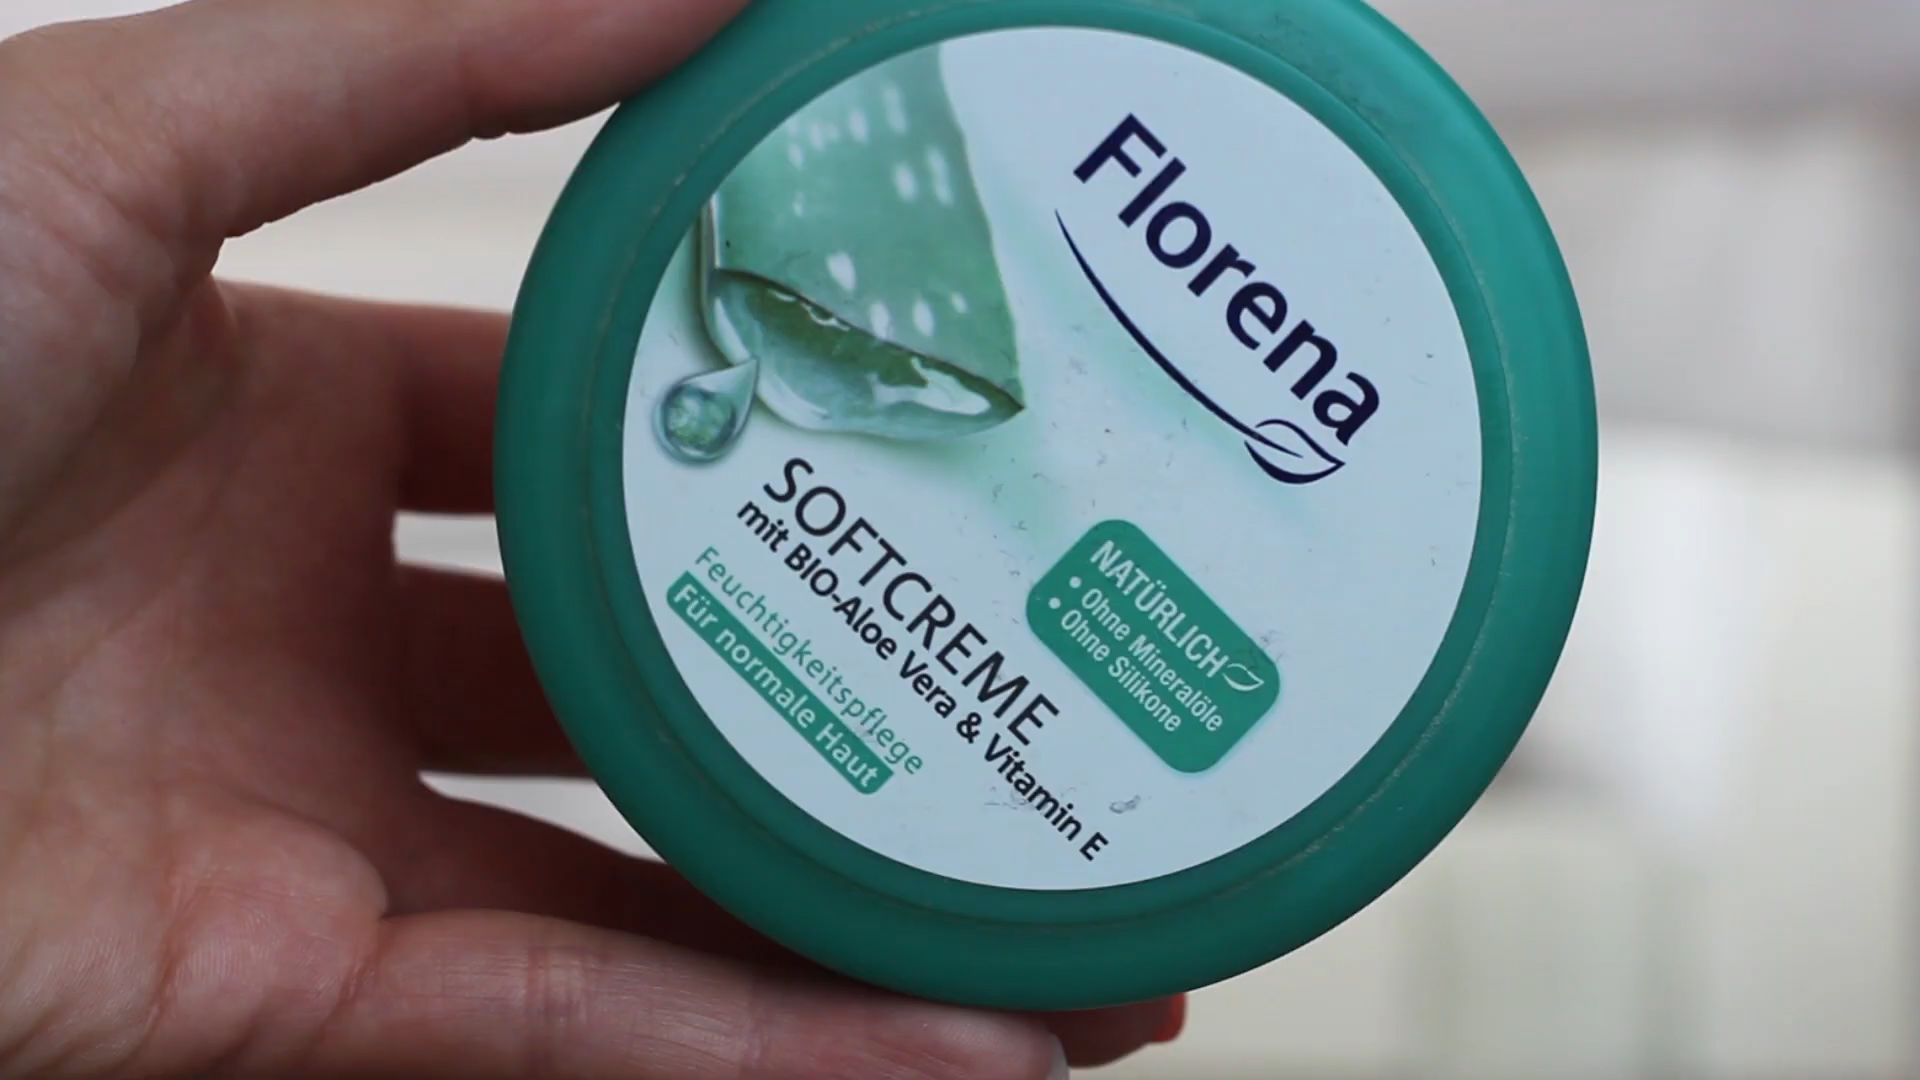 Florena
SOFTCREME
mit BIO-Aloe Vera & Vitamin E
Feuchtigkeitspflege
Für normale Haut
NATÜRLICH
• Ohne Mineralöle
• Ohne Silikone